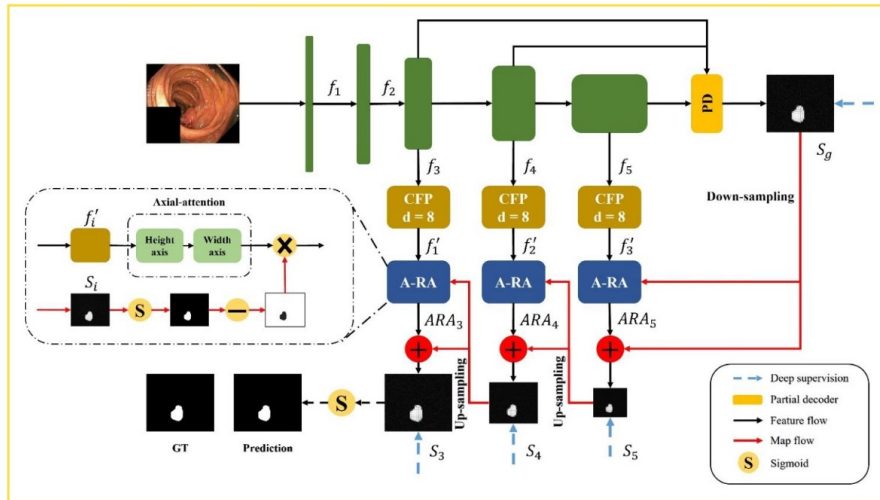 f₁
f₂
PD
S_g
f₃
f₄
f₅
Down-sampling
Axial-attention
CFP
d = 8
CFP
d = 8
CFP
d = 8
f′ᵢ
Height
axis
Width
axis
×
f′₁
f′₂
f′₃
Sᵢ
A-RA
A-RA
A-RA
S
−
ARA₃
ARA₄
ARA₅
+
+
+
Up-sampling
Up-sampling
S
GT
Prediction
S₃
S₄
S₅
Deep supervision
Partial decoder
Feature flow
Map flow
S
Sigmoid